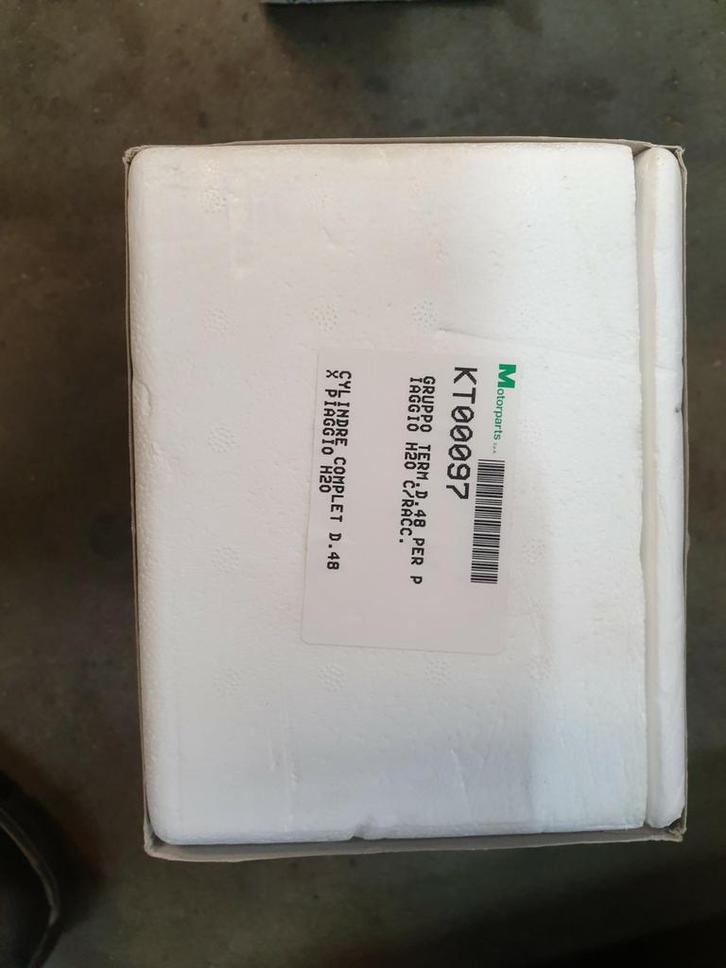 Motorparts S.p.A.
KT00097
GRUPPO TERM.D.48 PER P
IAGGIO H2O C/RACC.
CYLINDRE COMPLET D.48
X PIAGGIO H2O